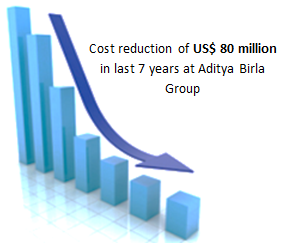 Cost reduction of US$ 80 million
in last 7 years at Aditya Birla
Group